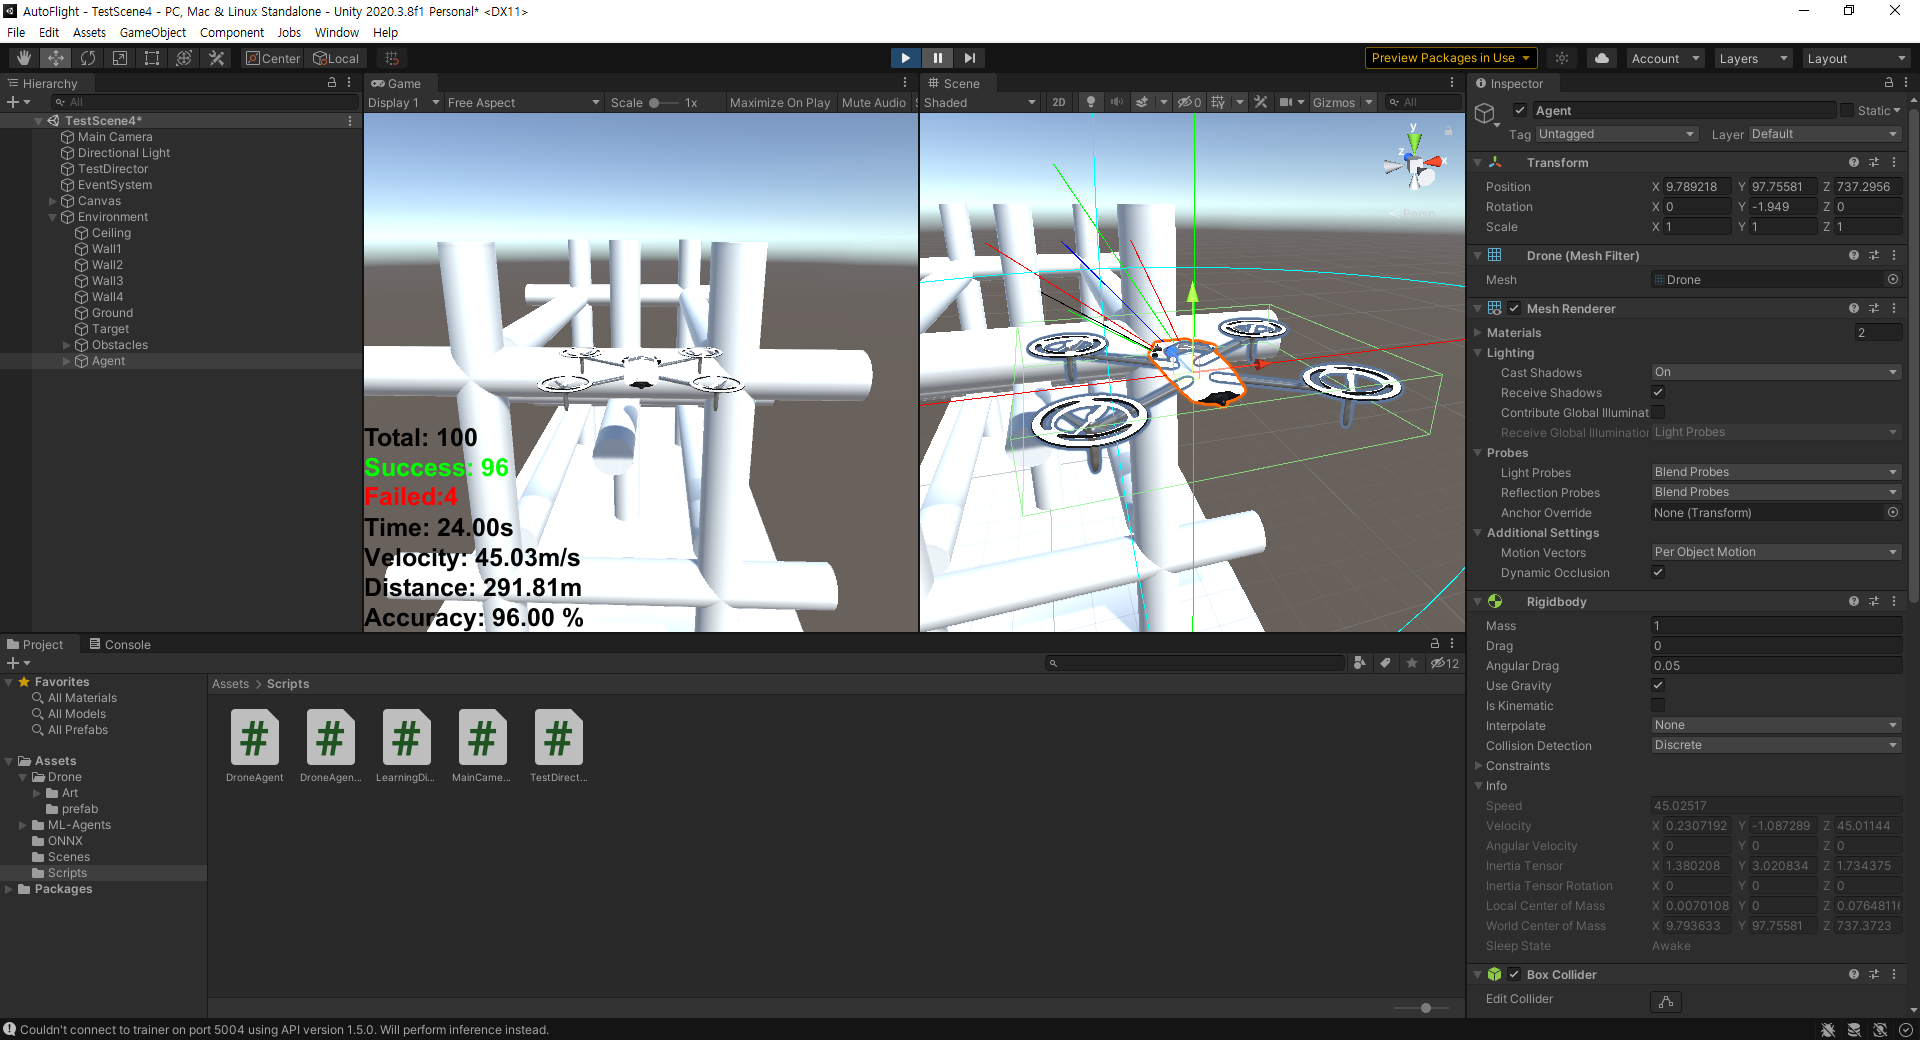 AutoFlight - TestScene4 - PC, Mac & Linux Standalone - Unity 2020.3.8f1 Personal* <DX11>
File Edit Assets GameObject Component Jobs Window Help
Center Local Preview Packages in Use Account Layers Layout
Hierarchy
All
TestScene4*
Main Camera
Directional Light
TestDirector
EventSystem
Canvas
Environment
Ceiling
Wall1
Wall2
Wall3
Wall4
Ground
Target
Obstacles
Agent
Game
Display 1 Free Aspect Scale 1x Maximize On Play Mute Audio S
Total: 100
Success: 96
Failed:4
Time: 24.00s
Velocity: 45.03m/s
Distance: 291.81m
Accuracy: 96.00 %
Scene
Shaded 2D 0 Gizmos All
y
z
x
Persp
Inspector
Agent Static
Tag Untagged Layer Default
Transform
Position X 9.789218 Y 97.75581 Z 737.2956
Rotation X 0 Y -1.949 Z 0
Scale X 1 Y 1 Z 1
Drone (Mesh Filter)
Mesh Drone
Mesh Renderer
Materials 2
Lighting
Cast Shadows On
Receive Shadows
Contribute Global Illuminat
Receive Global Illumination Light Probes
Probes
Light Probes Blend Probes
Reflection Probes Blend Probes
Anchor Override None (Transform)
Additional Settings
Motion Vectors Per Object Motion
Dynamic Occlusion
Rigidbody
Mass 1
Drag 0
Angular Drag 0.05
Use Gravity
Is Kinematic
Interpolate None
Collision Detection Discrete
Constraints
Info
Speed 45.02517
Velocity X 0.2307192 Y -1.087289 Z 45.01144
Angular Velocity X 0 Y 0 Z 0
Inertia Tensor X 1.380208 Y 3.020834 Z 1.734375
Inertia Tensor Rotation X 0 Y 0 Z 0
Local Center of Mass X 0.0070108 Y 0 Z 0.0764811
World Center of Mass X 9.793633 Y 97.75581 Z 737.3723
Sleep State Awake
Box Collider
Edit Collider
Project Console
12
Favorites
All Materials
All Models
All Prefabs
Assets
Drone
Art
prefab
ML-Agents
ONNX
Scenes
Scripts
Packages
Assets > Scripts
DroneAgent DroneAgen... LearningDi... MainCame... TestDirect...
Couldn't connect to trainer on port 5004 using API version 1.5.0. Will perform inference instead.